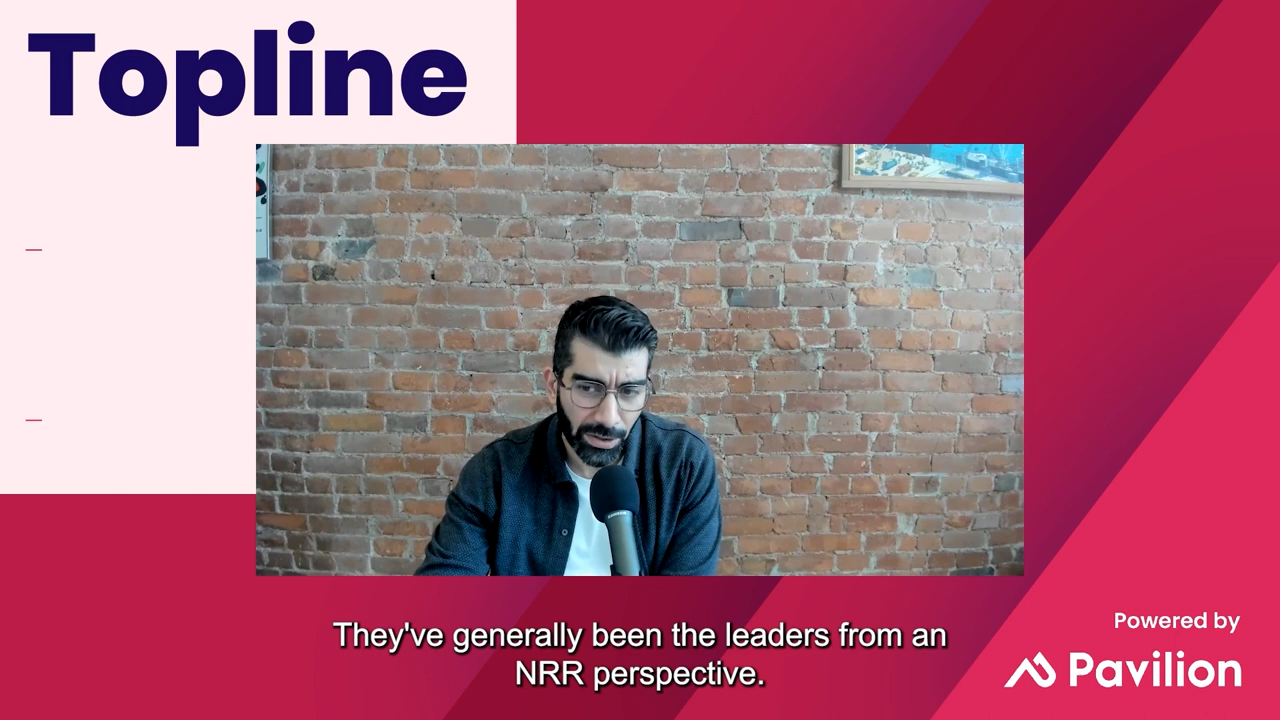 Topline
They've generally been the leaders from an
NRR perspective.
Powered by
Pavilion